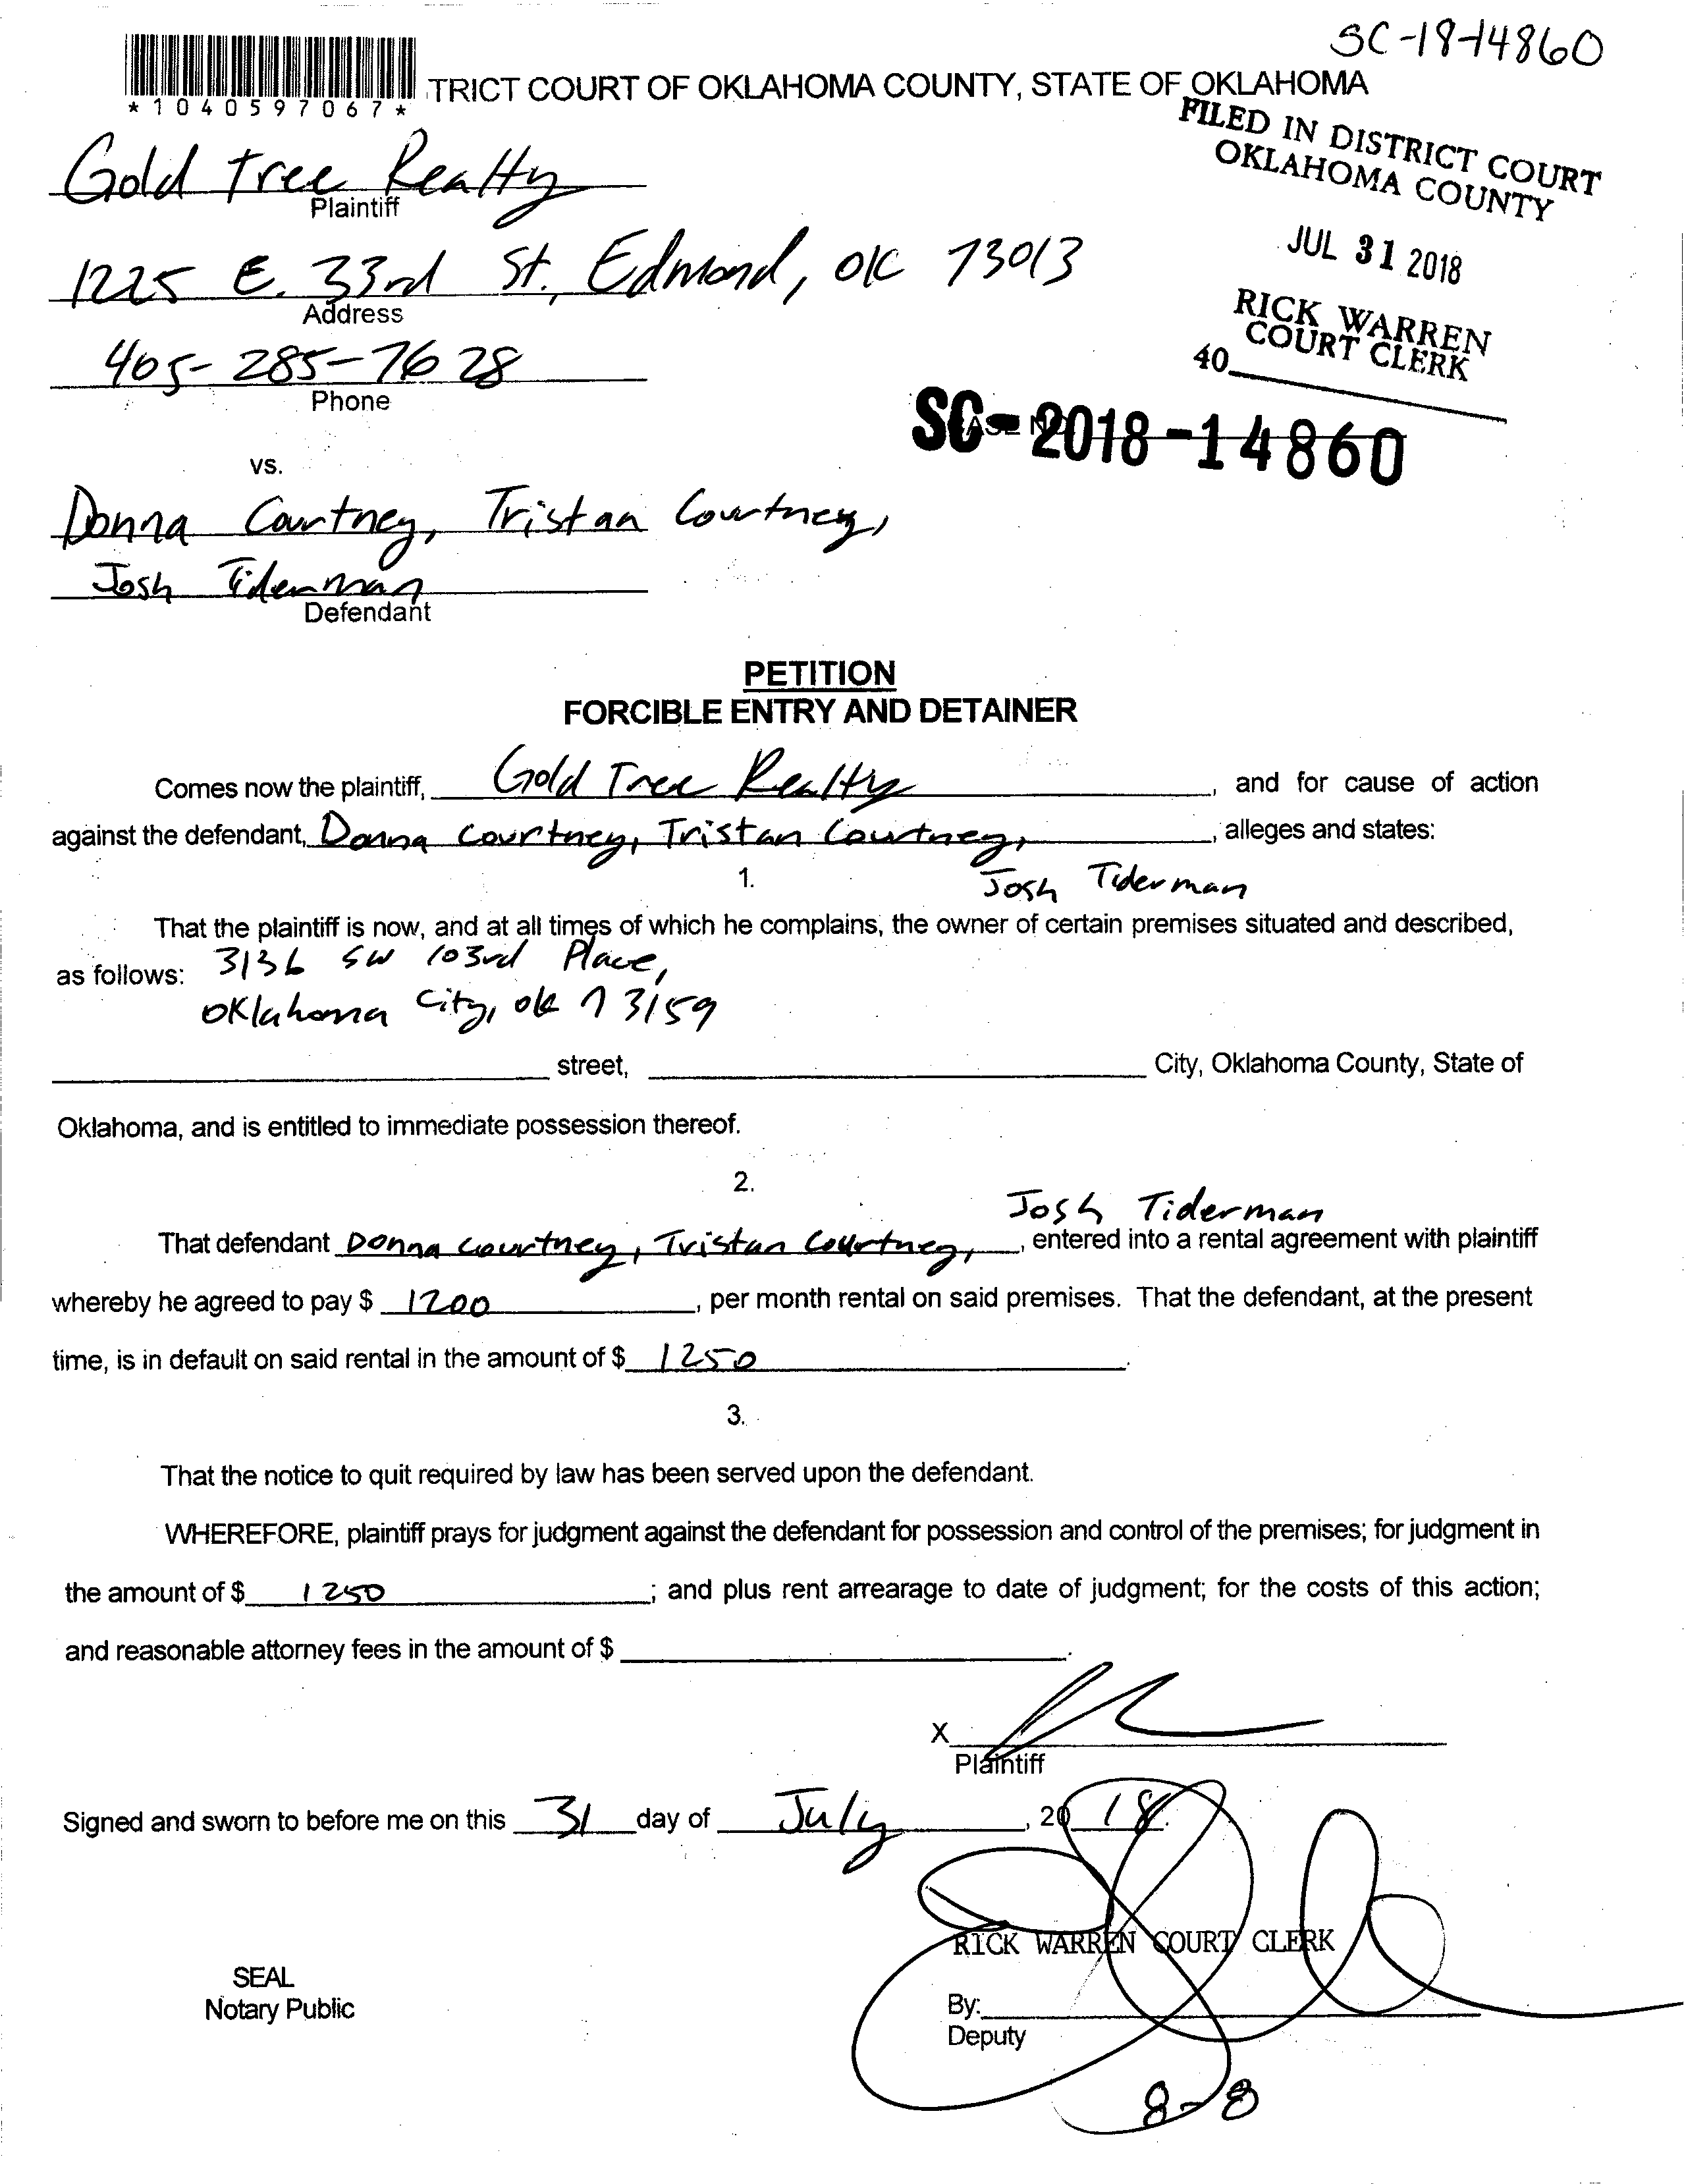 SC-18-14860
*1040597067*
TRICT COURT OF OKLAHOMA COUNTY, STATE OF OKLAHOMA
FILED IN DISTRICT COURT
OKLAHOMA COUNTY
JUL 31 2018
RICK WARREN
COURT CLERK
40
Gold Tree Realty
Plaintiff
1225 E. 33rd St., Edmond, OK 73013
Address
405-285-7628
Phone
SC-2018-14860
vs.
Donna Courtney, Tristan Courtney,
Josh Tiderman
Defendant
PETITION
FORCIBLE ENTRY AND DETAINER
Comes now the plaintiff, Gold Tree Realty, and for cause of action
against the defendant, Donna Courtney, Tristan Courtney, , alleges and states:
1.
Josh Tiderman
That the plaintiff is now, and at all times of which he complains, the owner of certain premises situated and described,
as follows: 3136 SW 103rd Place,
Oklahoma City, ok 73159
street, City, Oklahoma County, State of
Oklahoma, and is entitled to immediate possession thereof.
2.
Josh Tiderman
That defendant Donna Courtney, Tristan Courtney, , entered into a rental agreement with plaintiff
whereby he agreed to pay $ 1200, per month rental on said premises. That the defendant, at the present
time, is in default on said rental in the amount of $ 1250.
3.
That the notice to quit required by law has been served upon the defendant.
WHEREFORE, plaintiff prays for judgment against the defendant for possession and control of the premises; for judgment in
the amount of $ 1250; and plus rent arrearage to date of judgment; for the costs of this action;
and reasonable attorney fees in the amount of $ .
X
Plaintiff
Signed and sworn to before me on this 31 day of July, 2018.
RICK WARREN COURT CLERK
SEAL
Notary Public
By:
Deputy
8-8